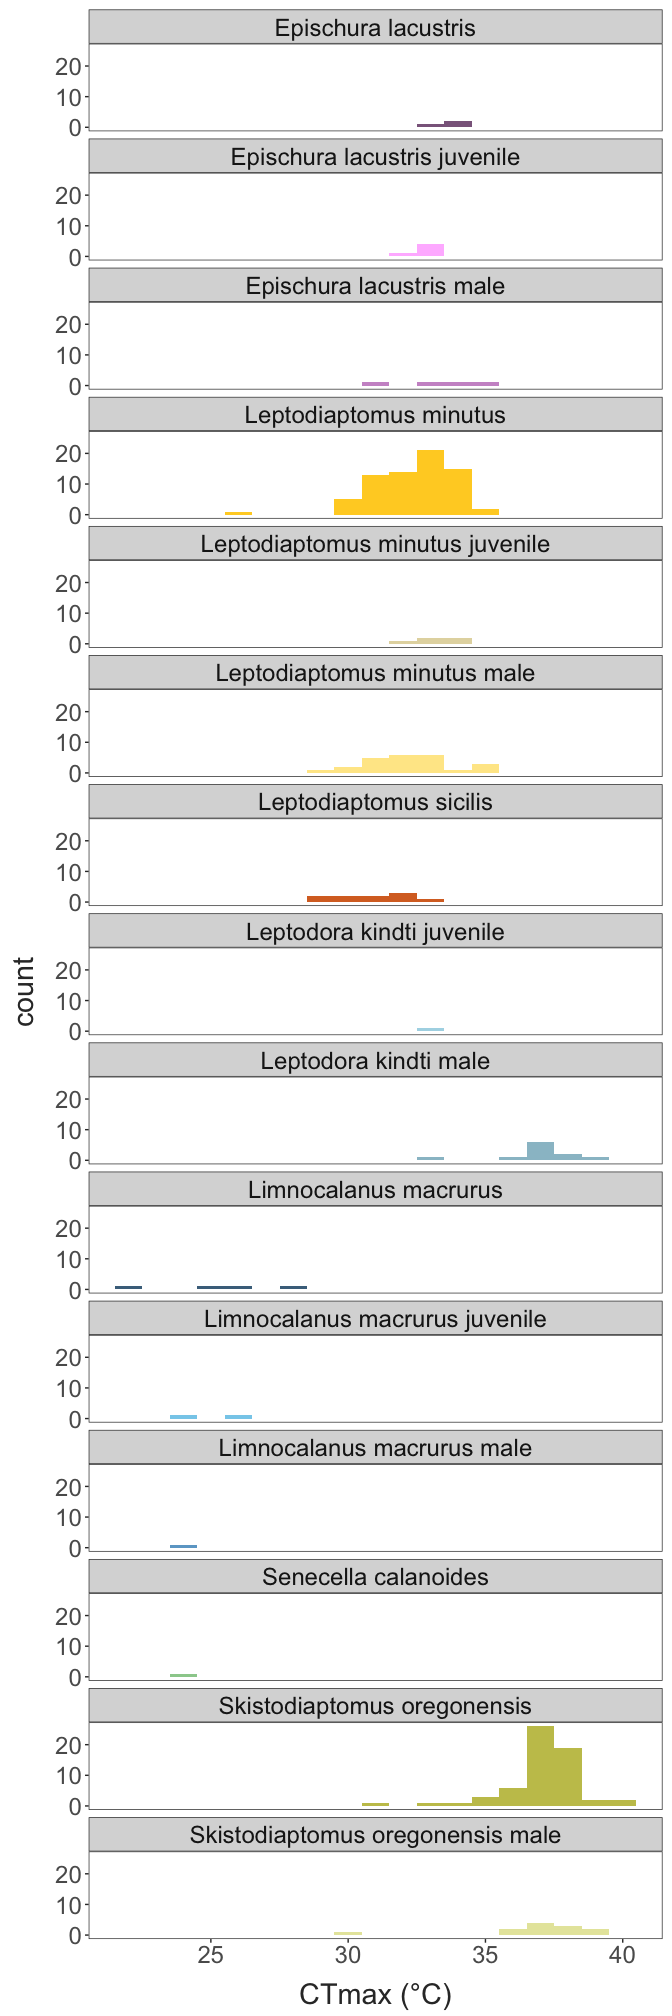 Epischura lacustris
20
10
0
Epischura lacustris juvenile
20
10
0
Epischura lacustris male
20
10
0
Leptodiaptomus minutus
20
10
0
Leptodiaptomus minutus juvenile
20
10
0
Leptodiaptomus minutus male
20
10
0
Leptodiaptomus sicilis
20
10
0
Leptodora kindti juvenile
20
10
0
Leptodora kindti male
20
10
0
Limnocalanus macrurus
20
10
0
Limnocalanus macrurus juvenile
20
10
0
Limnocalanus macrurus male
20
10
0
Senecella calanoides
20
10
0
Skistodiaptomus oregonensis
20
10
0
Skistodiaptomus oregonensis male
20
10
0
25 30 35 40
CTmax (°C)
count